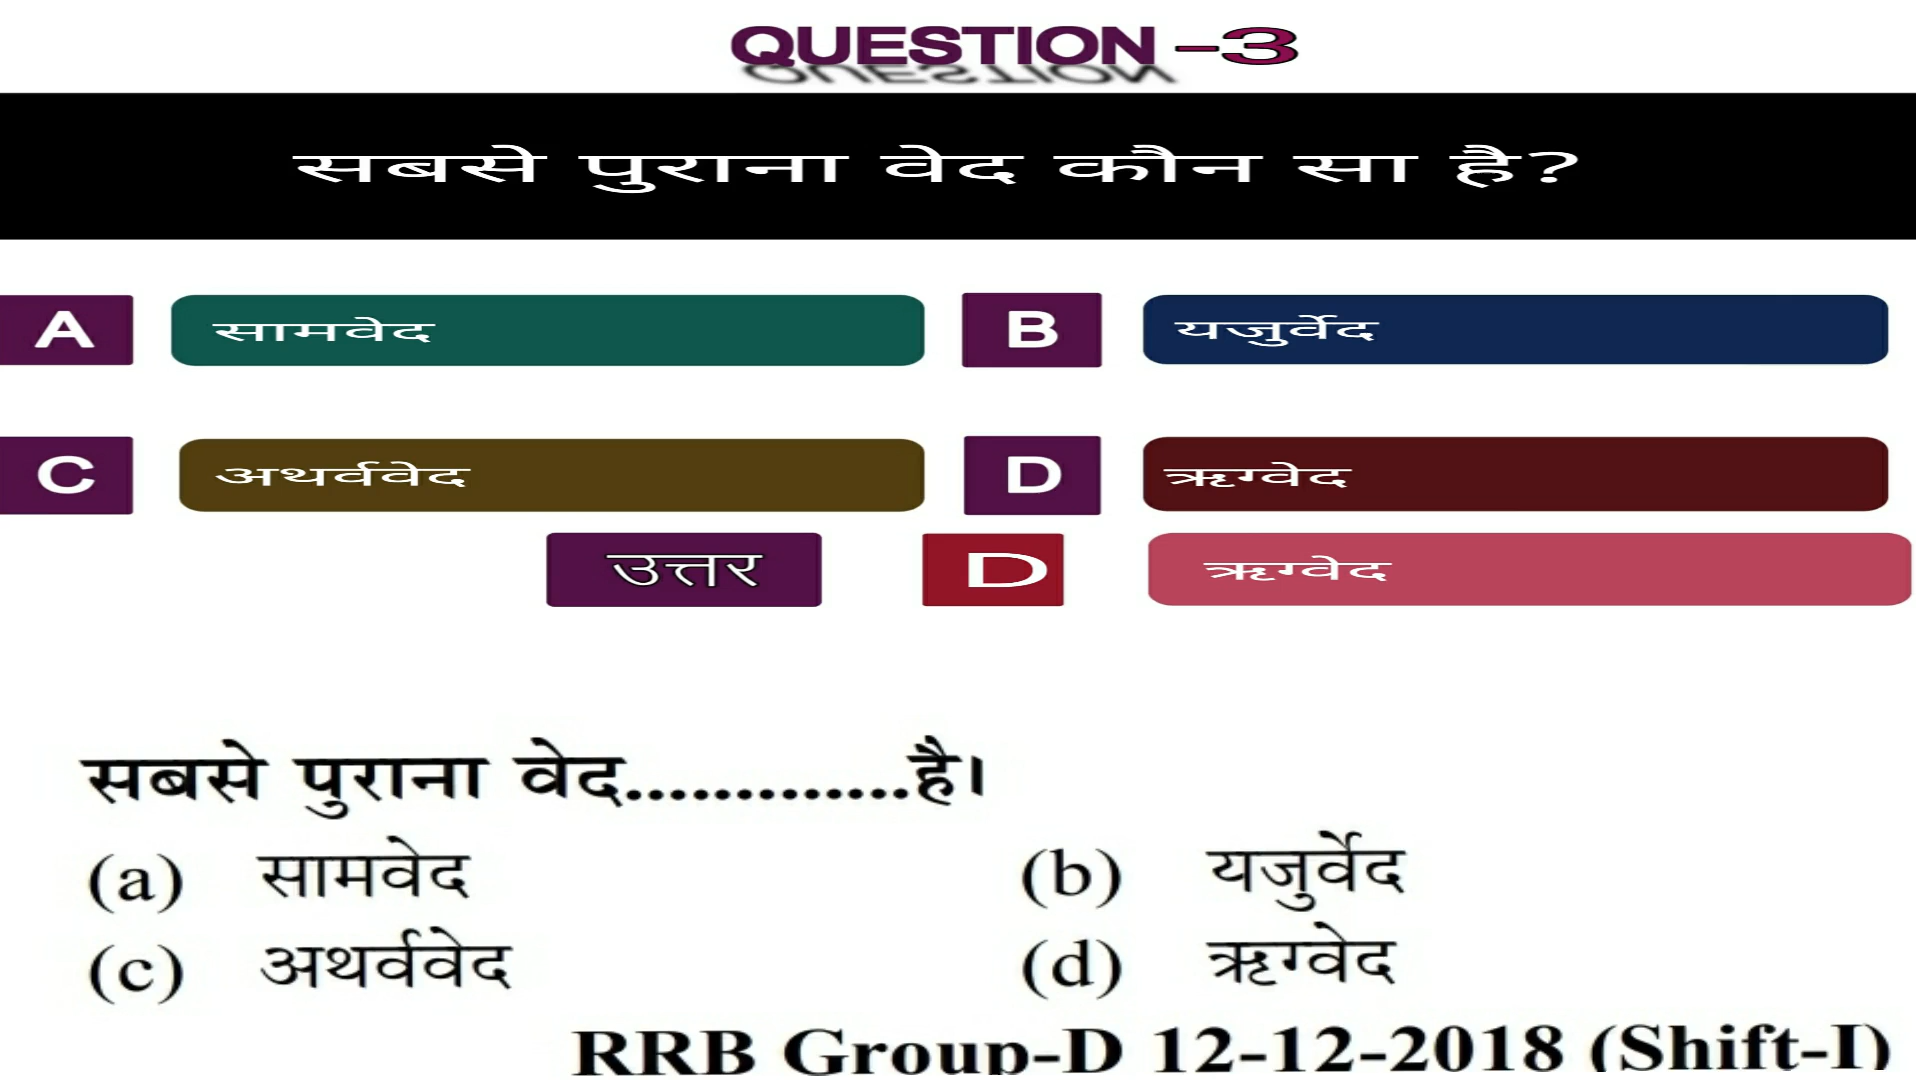 QUESTION -3
सबसे पुराना वेद कौन सा है?
A सामवेद B यजुर्वेद
C अथर्ववेद D ऋग्वेद
उत्तर D ऋग्वेद
सबसे पुराना वेद.............है।
(a) सामवेद (b) यजुर्वेद
(c) अथर्ववेद (d) ऋग्वेद
RRB Group-D 12-12-2018 (Shift-I)